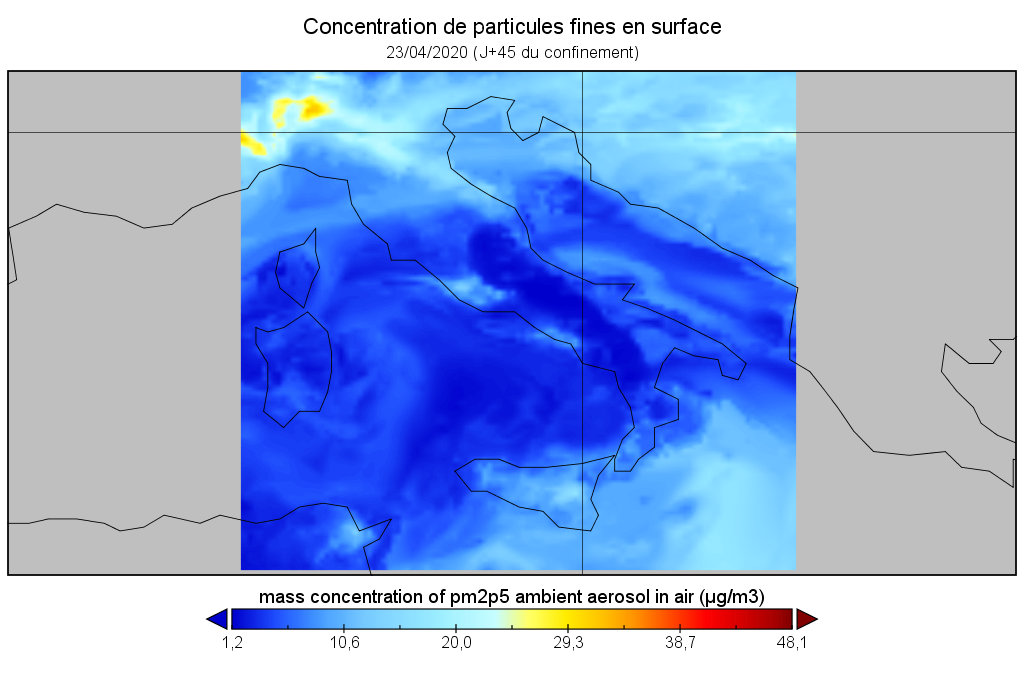 Concentration de particules fines en surface
23/04/2020 (J+45 du confinement)
mass concentration of pm2p5 ambient aerosol in air (µg/m3)
1,2 10,6 20,0 29,3 38,7 48,1